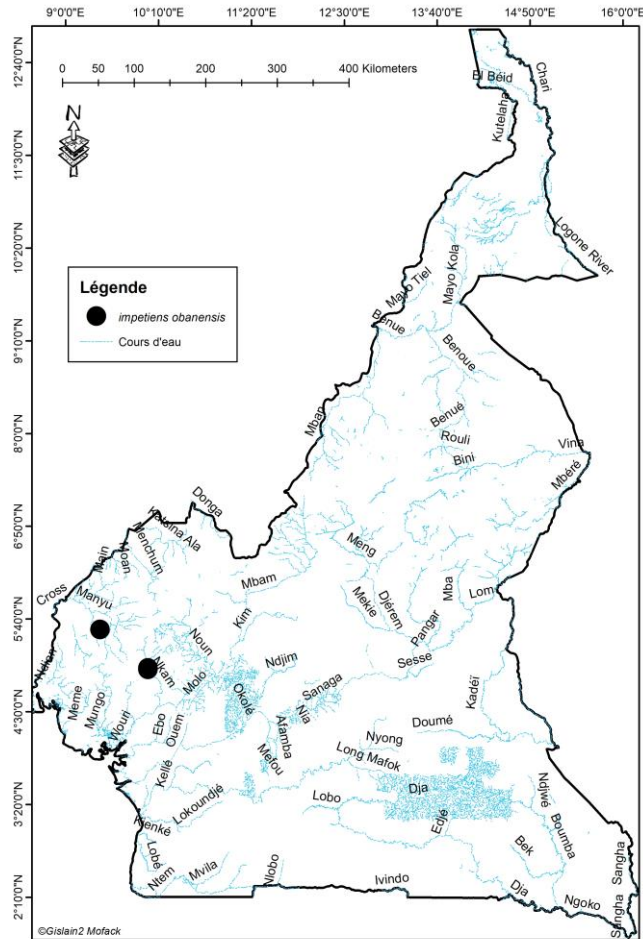 9°0'0"E 10°10'0"E 11°20'0"E 12°30'0"E 13°40'0"E 14°50'0"E 16°0'0"E
12°40'0"N
0 50 100 200 300 400 Kilometers
El Béid
Chari
Kutelaha
N
11°30'0"N
10°20'0"N
Logone River
Mayo Tiel
Mayo Kola
Légende
impetiens obanensis
Cours d'eau
Bénue
9°10'0"N
Benoue
Benué
Mban
8°0'0"N
Rouli
Vina
Bini
Mbéré
Donga
6°50'0"N
Katsina Ala
Menchum
Meng
Main
Mbam
Cross
Manyu
Mekie
Djérem
Mba
Lom
5°40'0"N
Kim
Noun
Pangar
Ndian
Ndjim
Sesse
Nkam
Molo
Sanaga
Okolé
Kadéï
4°30'0"N
Meme
Mungo
Wouri
Ebo
Ouem
Nia
Afamba
Doumé
Nyong
Mefou
Long Mafok
Kellé
3°20'0"N
Lobo
Dja
Ndjwé
Lokoundjé
Kienké
Edjé
Boumba
Bek
Lobé
Sangha
Ntem
Mvila
Nlobo
Ivindo
Dja
2°10'0"N
Ngoko
Sangha
©Gislain2 Mofack